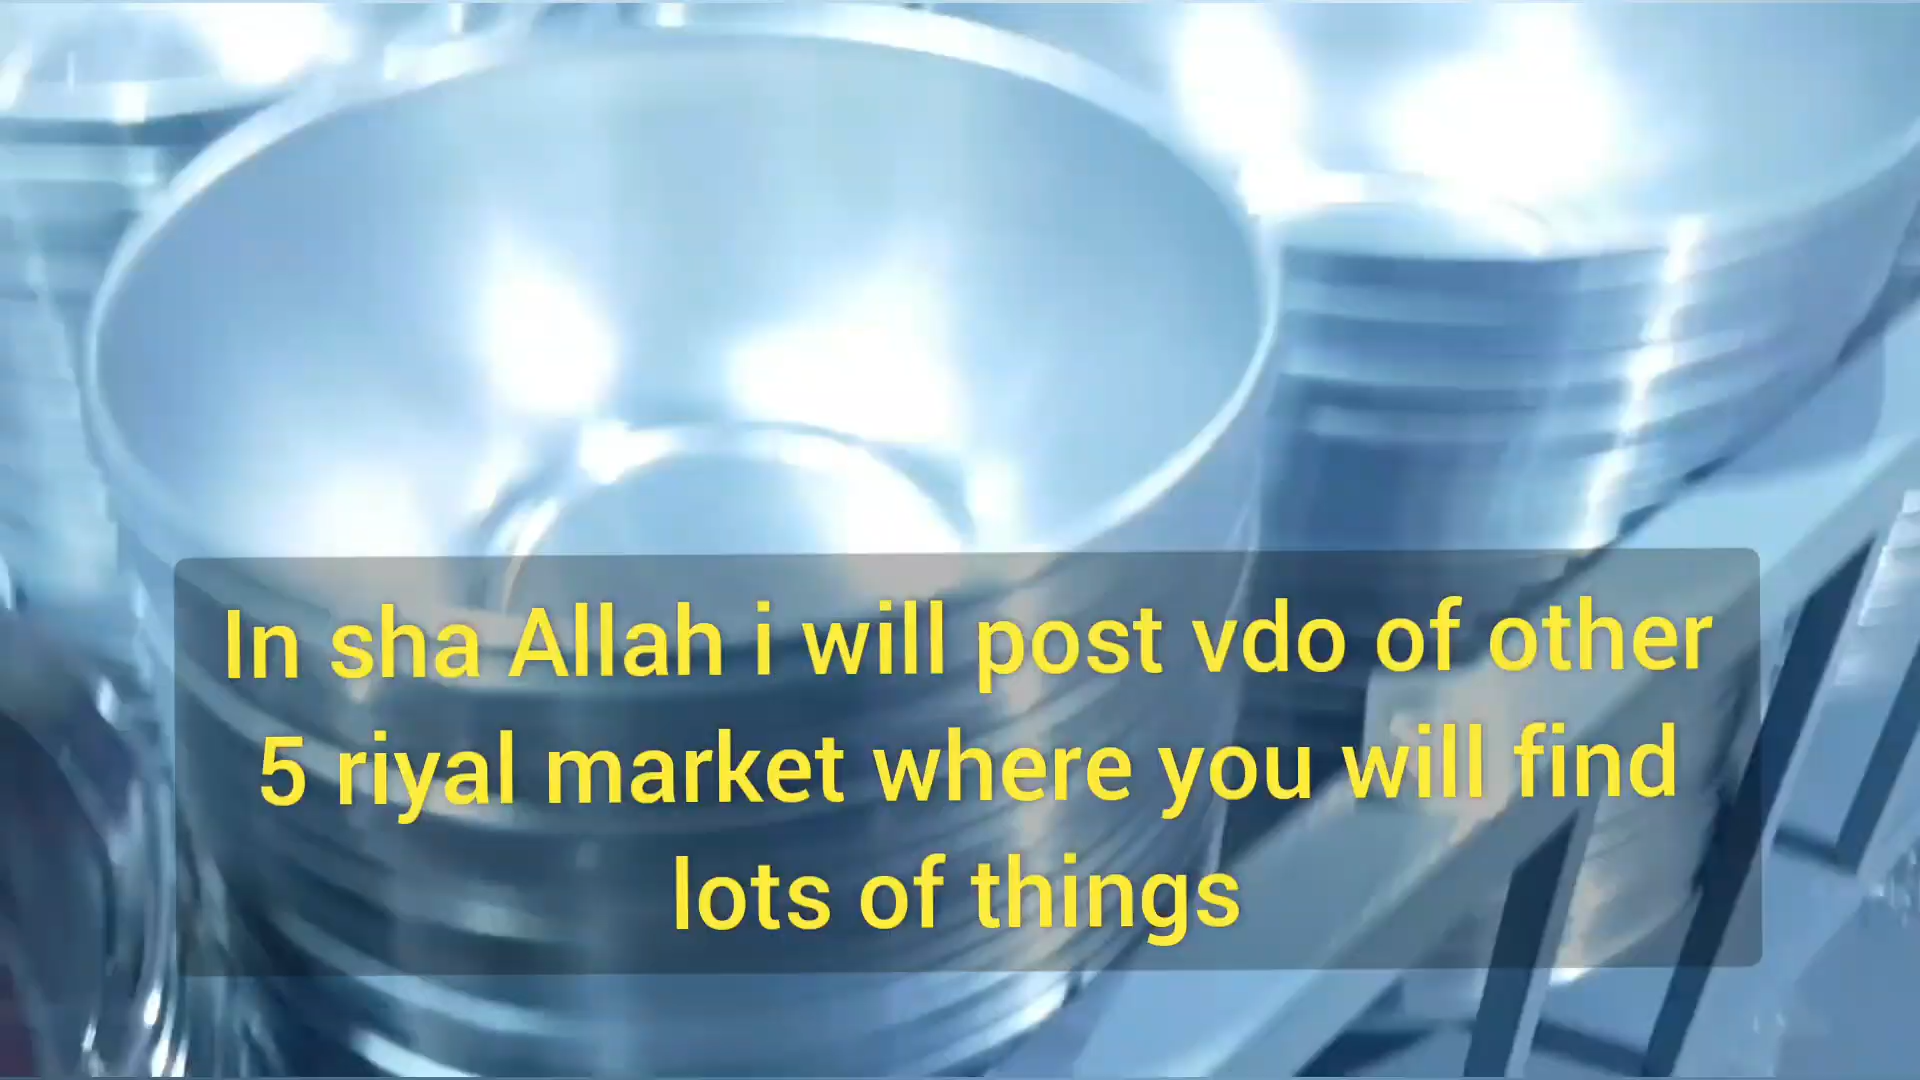 In sha Allah i will post vdo of other
5 riyal market where you will find
lots of things